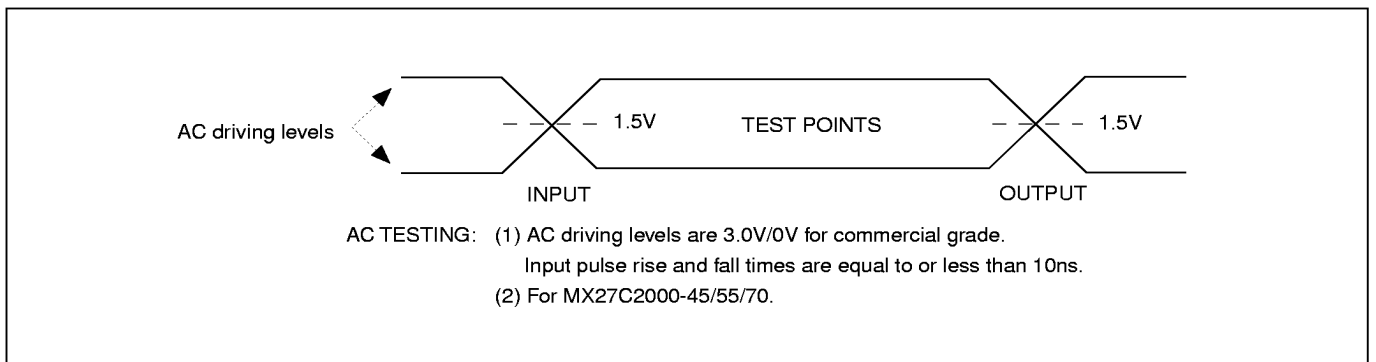 AC driving levels
1.5V
TEST POINTS
1.5V
INPUT
OUTPUT
AC TESTING: (1) AC driving levels are 3.0V/0V for commercial grade.
Input pulse rise and fall times are equal to or less than 10ns.
(2) For MX27C2000-45/55/70.